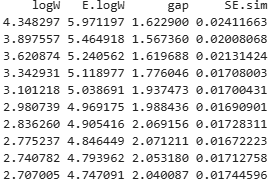 logW E.logW gap SE.sim
4.348297 5.971197 1.622900 0.02411663
3.897557 5.464918 1.567360 0.02008068
3.620874 5.240562 1.619688 0.02131424
3.342931 5.118977 1.776046 0.01708003
3.101218 5.038691 1.937473 0.01700431
2.980739 4.969175 1.988436 0.01690901
2.836260 4.905416 2.069156 0.01728311
2.775237 4.846449 2.071211 0.01672223
2.740782 4.793962 2.053180 0.01712758
2.707005 4.747091 2.040087 0.01744596